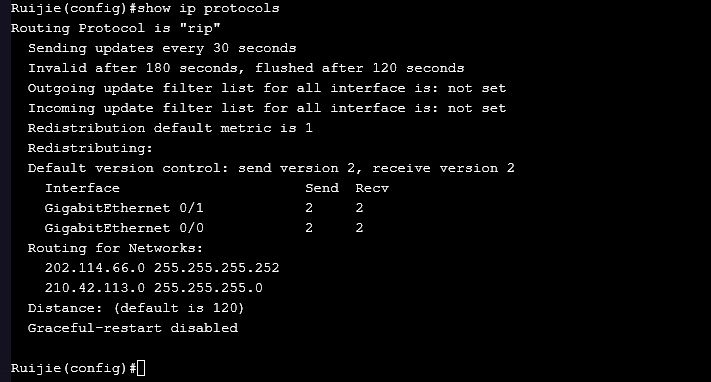 Ruijie(config)#show ip protocols
Routing Protocol is "rip"
  Sending updates every 30 seconds
  Invalid after 180 seconds, flushed after 120 seconds
  Outgoing update filter list for all interface is: not set
  Incoming update filter list for all interface is: not set
  Redistribution default metric is 1
  Redistributing:
  Default version control: send version 2, receive version 2
    Interface                      Send  Recv
    GigabitEthernet 0/1            2     2
    GigabitEthernet 0/0            2     2
  Routing for Networks:
    202.114.66.0 255.255.255.252
    210.42.113.0 255.255.255.0
  Distance: (default is 120)
  Graceful-restart disabled
Ruijie(config)#